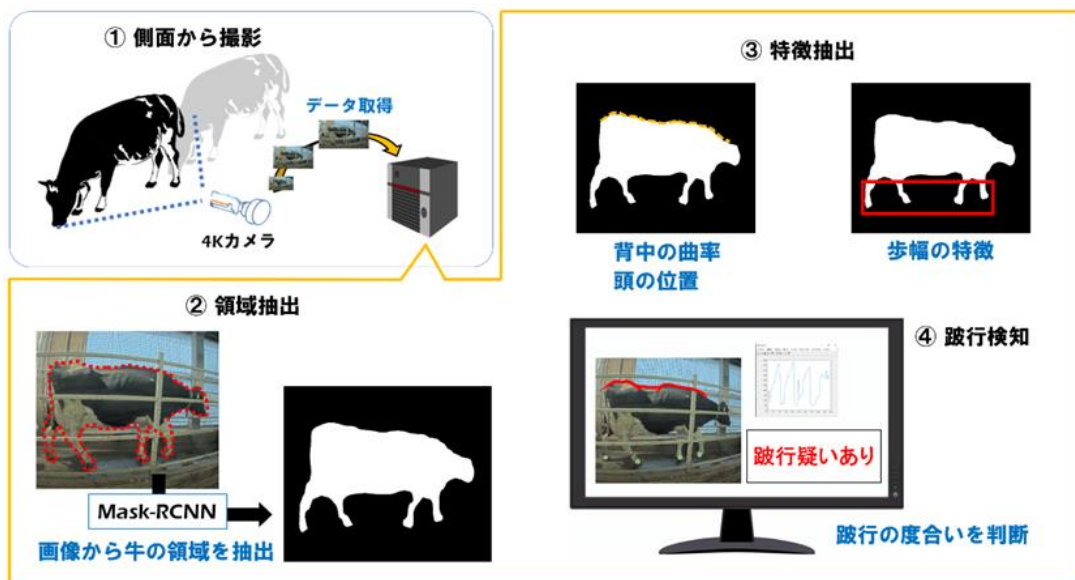 ① 側面から撮影
データ取得
4Kカメラ
② 領域抽出
Mask-RCNN
画像から牛の領域を抽出
③ 特徴抽出
背中の曲率
頭の位置
歩幅の特徴
④ 跛行検知
跛行疑いあり
跛行の度合いを判断